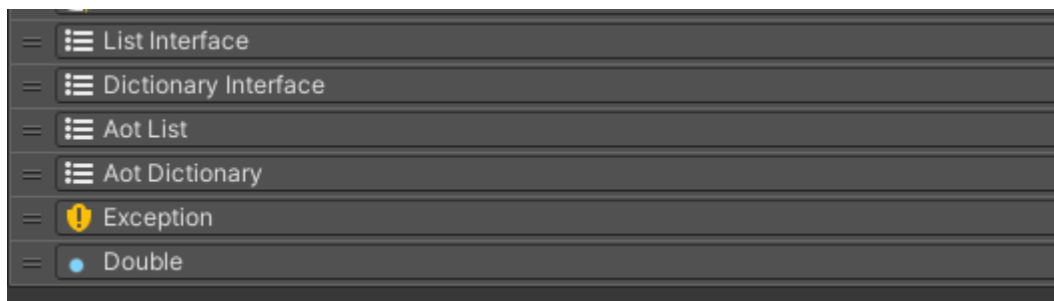 List Interface
Dictionary Interface
Aot List
Aot Dictionary
Exception
Double